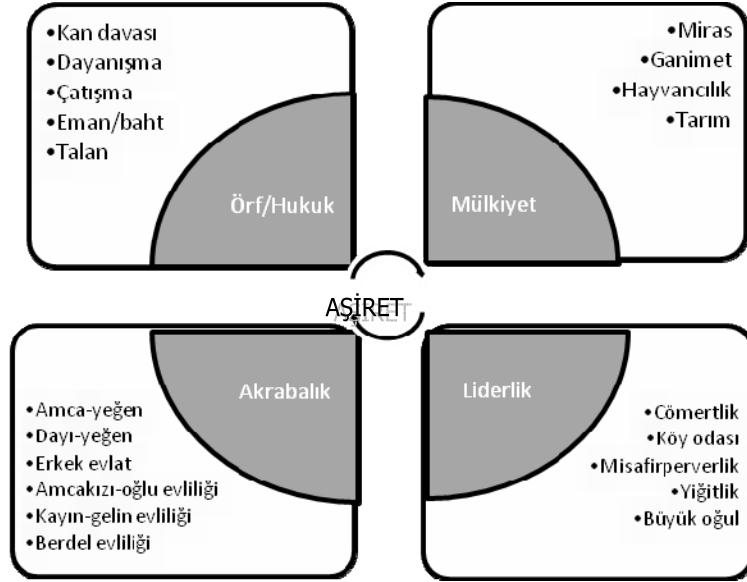 •Kan davası
•Dayanışma
•Çatışma
•Eman/baht
•Talan
Örf/Hukuk
•Miras
•Ganimet
•Hayvancılık
•Tarım
Mülkiyet
AŞİRET
AŞİRET
Akrabalık
•Amca-yeğen
•Dayı-yeğen
•Erkek evlat
•Amcakızı-oğlu evliliği
•Kayın-gelin evliliği
•Berdel evliliği
Liderlik
•Cömertlik
•Köy odası
•Misafirperverlik
•Yiğitlik
•Büyük oğul